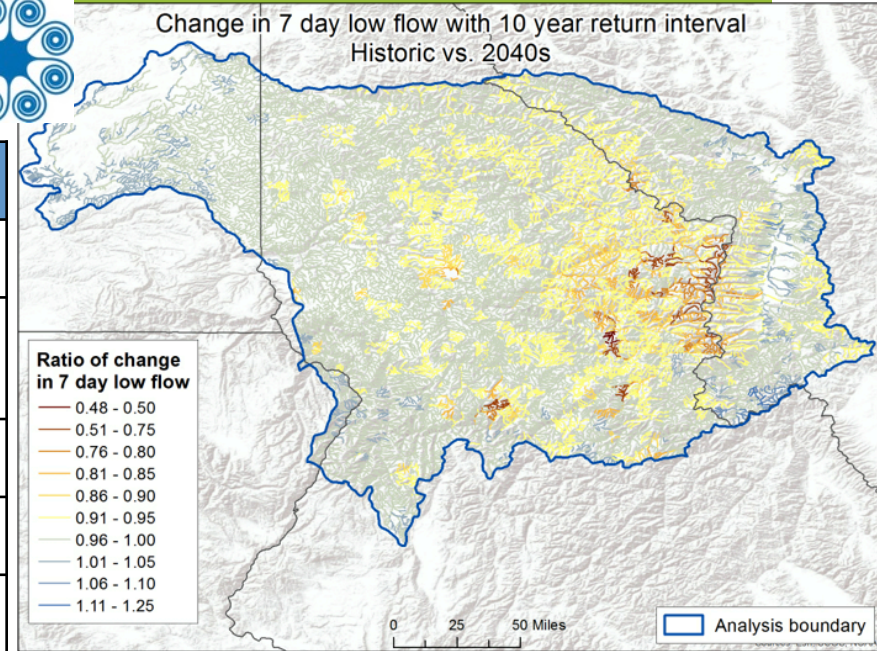 Change in 7 day low flow with 10 year return interval
Historic vs. 2040s
Ratio of change
in 7 day low flow
0.48 - 0.50
0.51 - 0.75
0.76 - 0.80
0.81 - 0.85
0.86 - 0.90
0.91 - 0.95
0.96 - 1.00
1.01 - 1.05
1.06 - 1.10
1.11 - 1.25
0 25 50 Miles
Analysis boundary